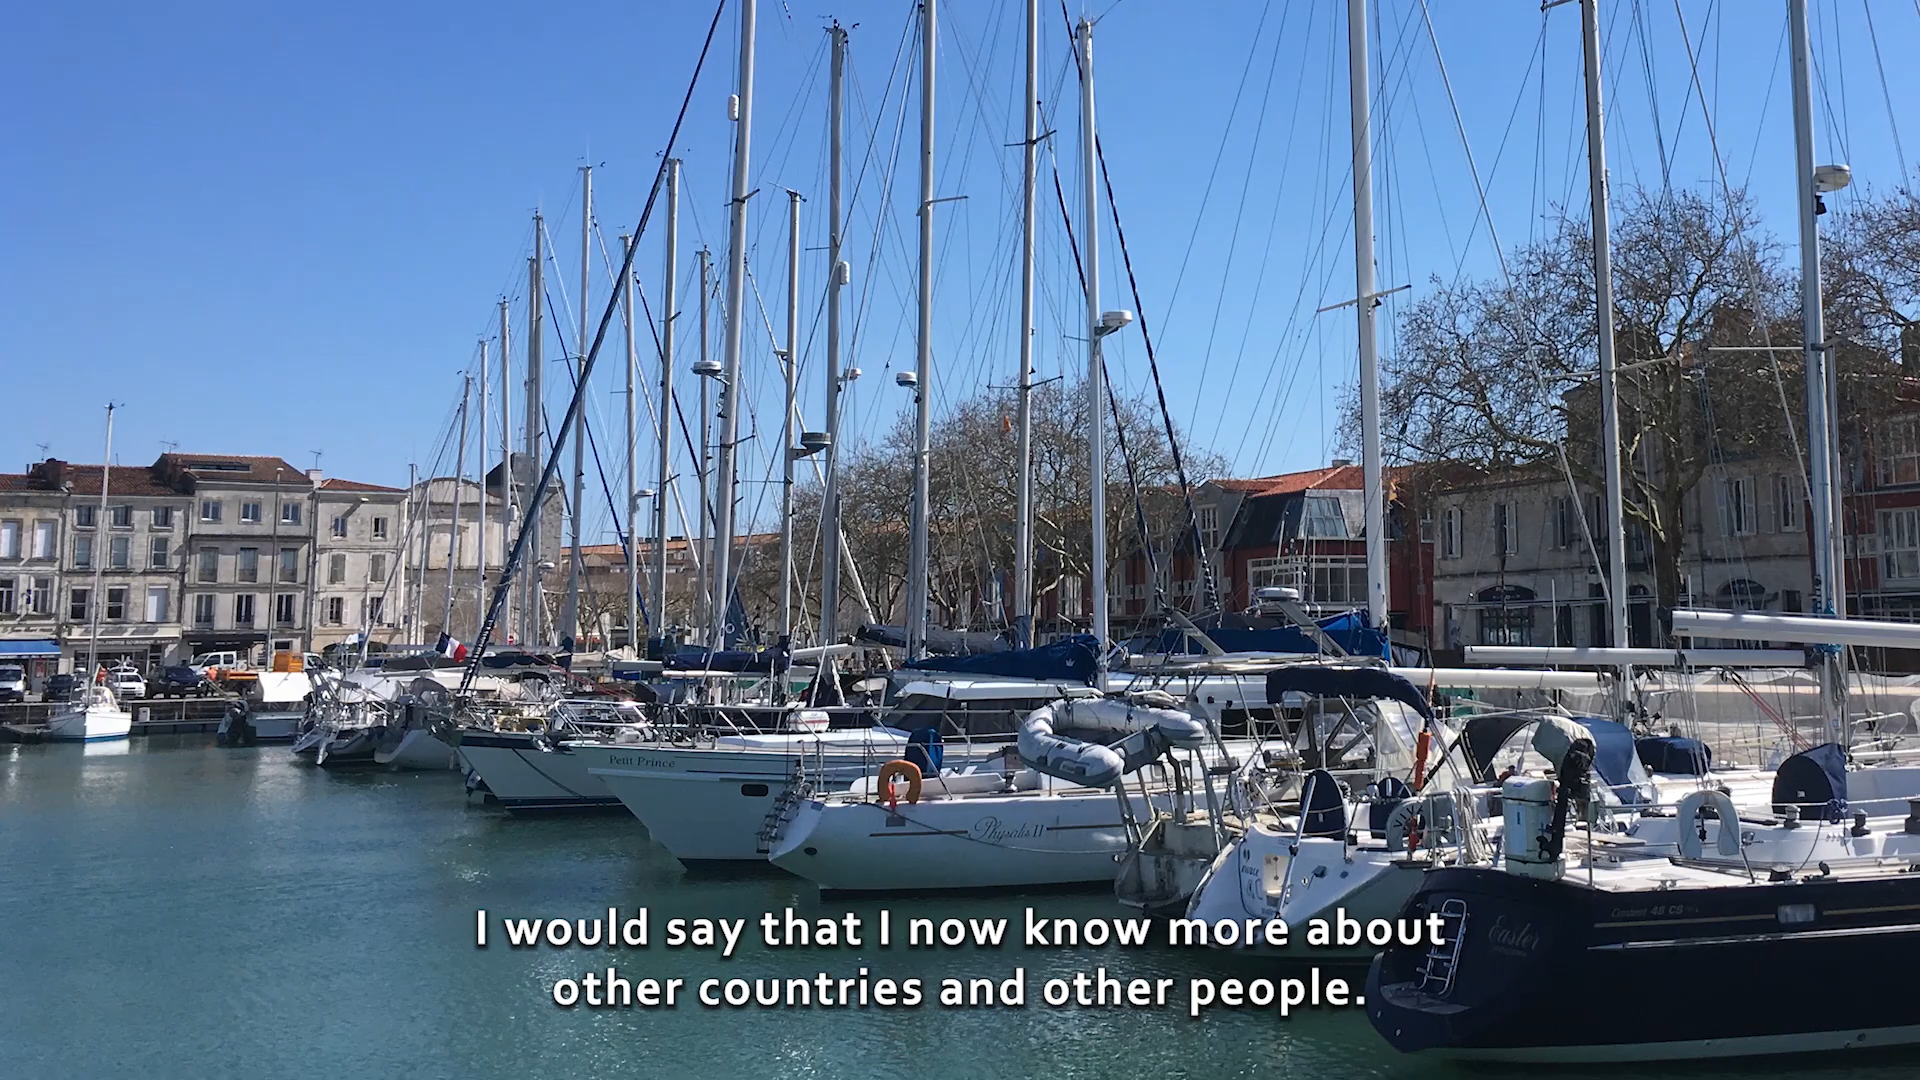 Petit Prince
Physalis II
Easter
I would say that I now know more about
other countries and other people.